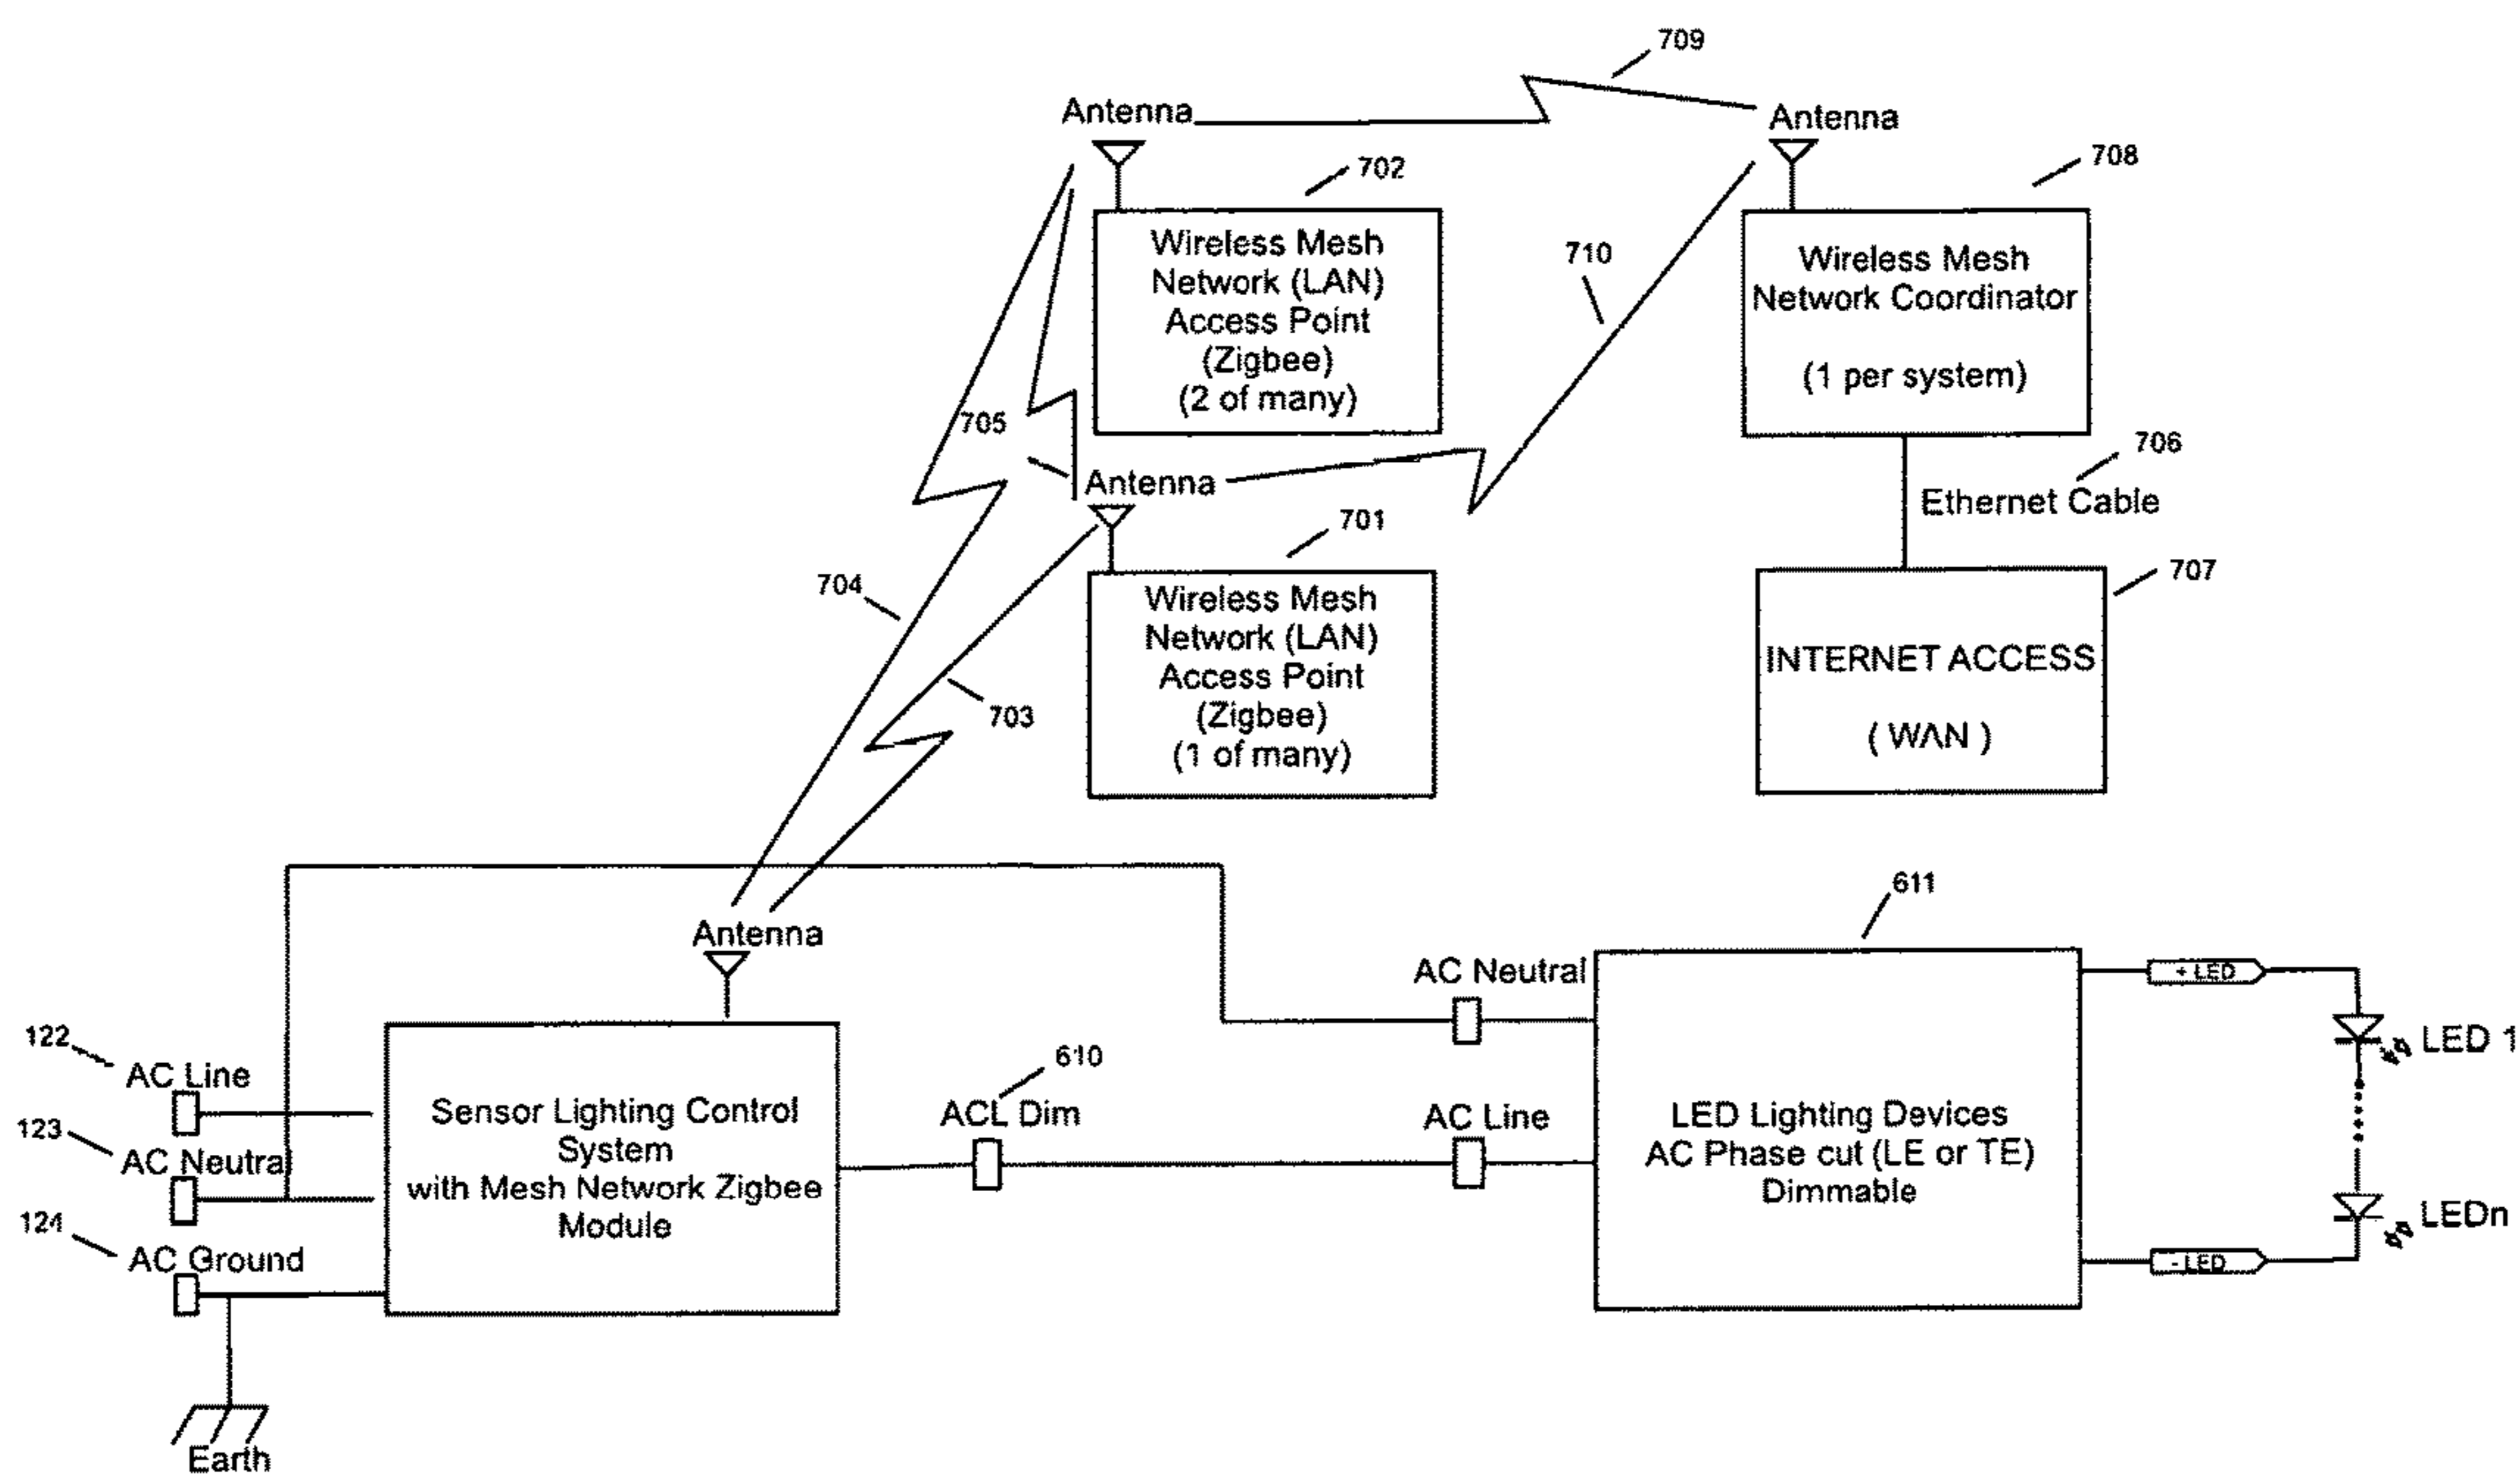 709
Antenna
Antenna
702
708
Wireless Mesh
Network (LAN)
Access Point
(Zigbee)
(2 of many)
710
Wireless Mesh
Network Coordinator
(1 per system)
705
706
Antenna
Ethernet Cable
701
704
707
Wireless Mesh
Network (LAN)
Access Point
(Zigbee)
(1 of many)
INTERNET ACCESS
( WAN )
703
611
Antenna
AC Neutral
+ LED
122
AC Line
LED 1
610
ACL Dim
AC Line
Sensor Lighting Control
System
with Mesh Network Zigbee
Module
LED Lighting Devices
AC Phase cut (LE or TE)
Dimmable
123
AC Neutral
LEDn
124
AC Ground
- LED
Earth